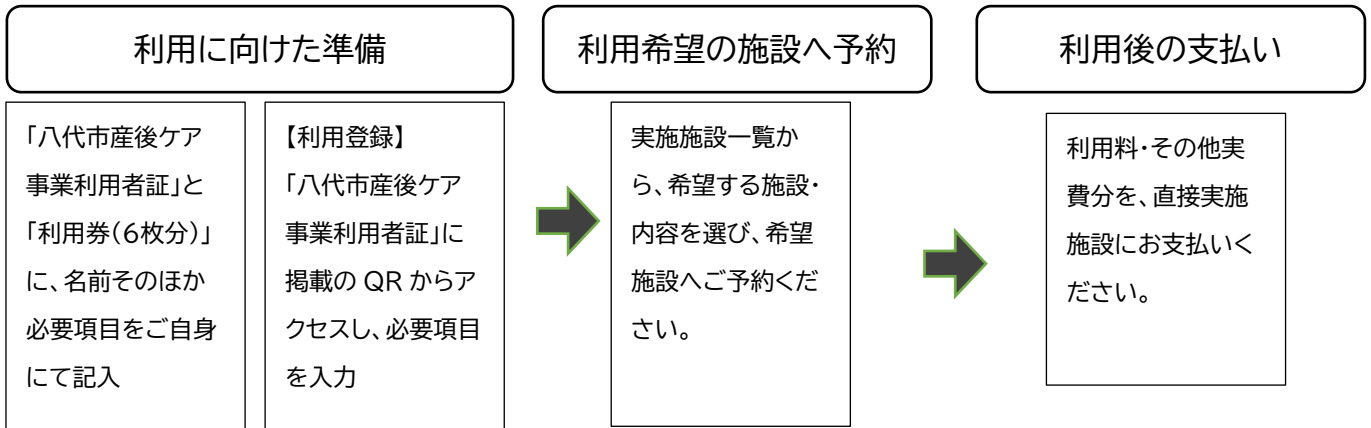 利用に向けた準備
「八代市産後ケア
事業利用者証」と
「利用券(6枚分)」
に、名前そのほか
必要項目をご自身
にて記入
【利用登録】
「八代市産後ケア
事業利用者証」に
掲載の QR からア
クセスし、必要項目
を入力
利用希望の施設へ予約
実施施設一覧か
ら、希望する施設・
内容を選び、希望
施設へご予約くだ
さい。
利用後の支払い
利用料・その他実
費分を、直接実施
施設にお支払いく
ださい。